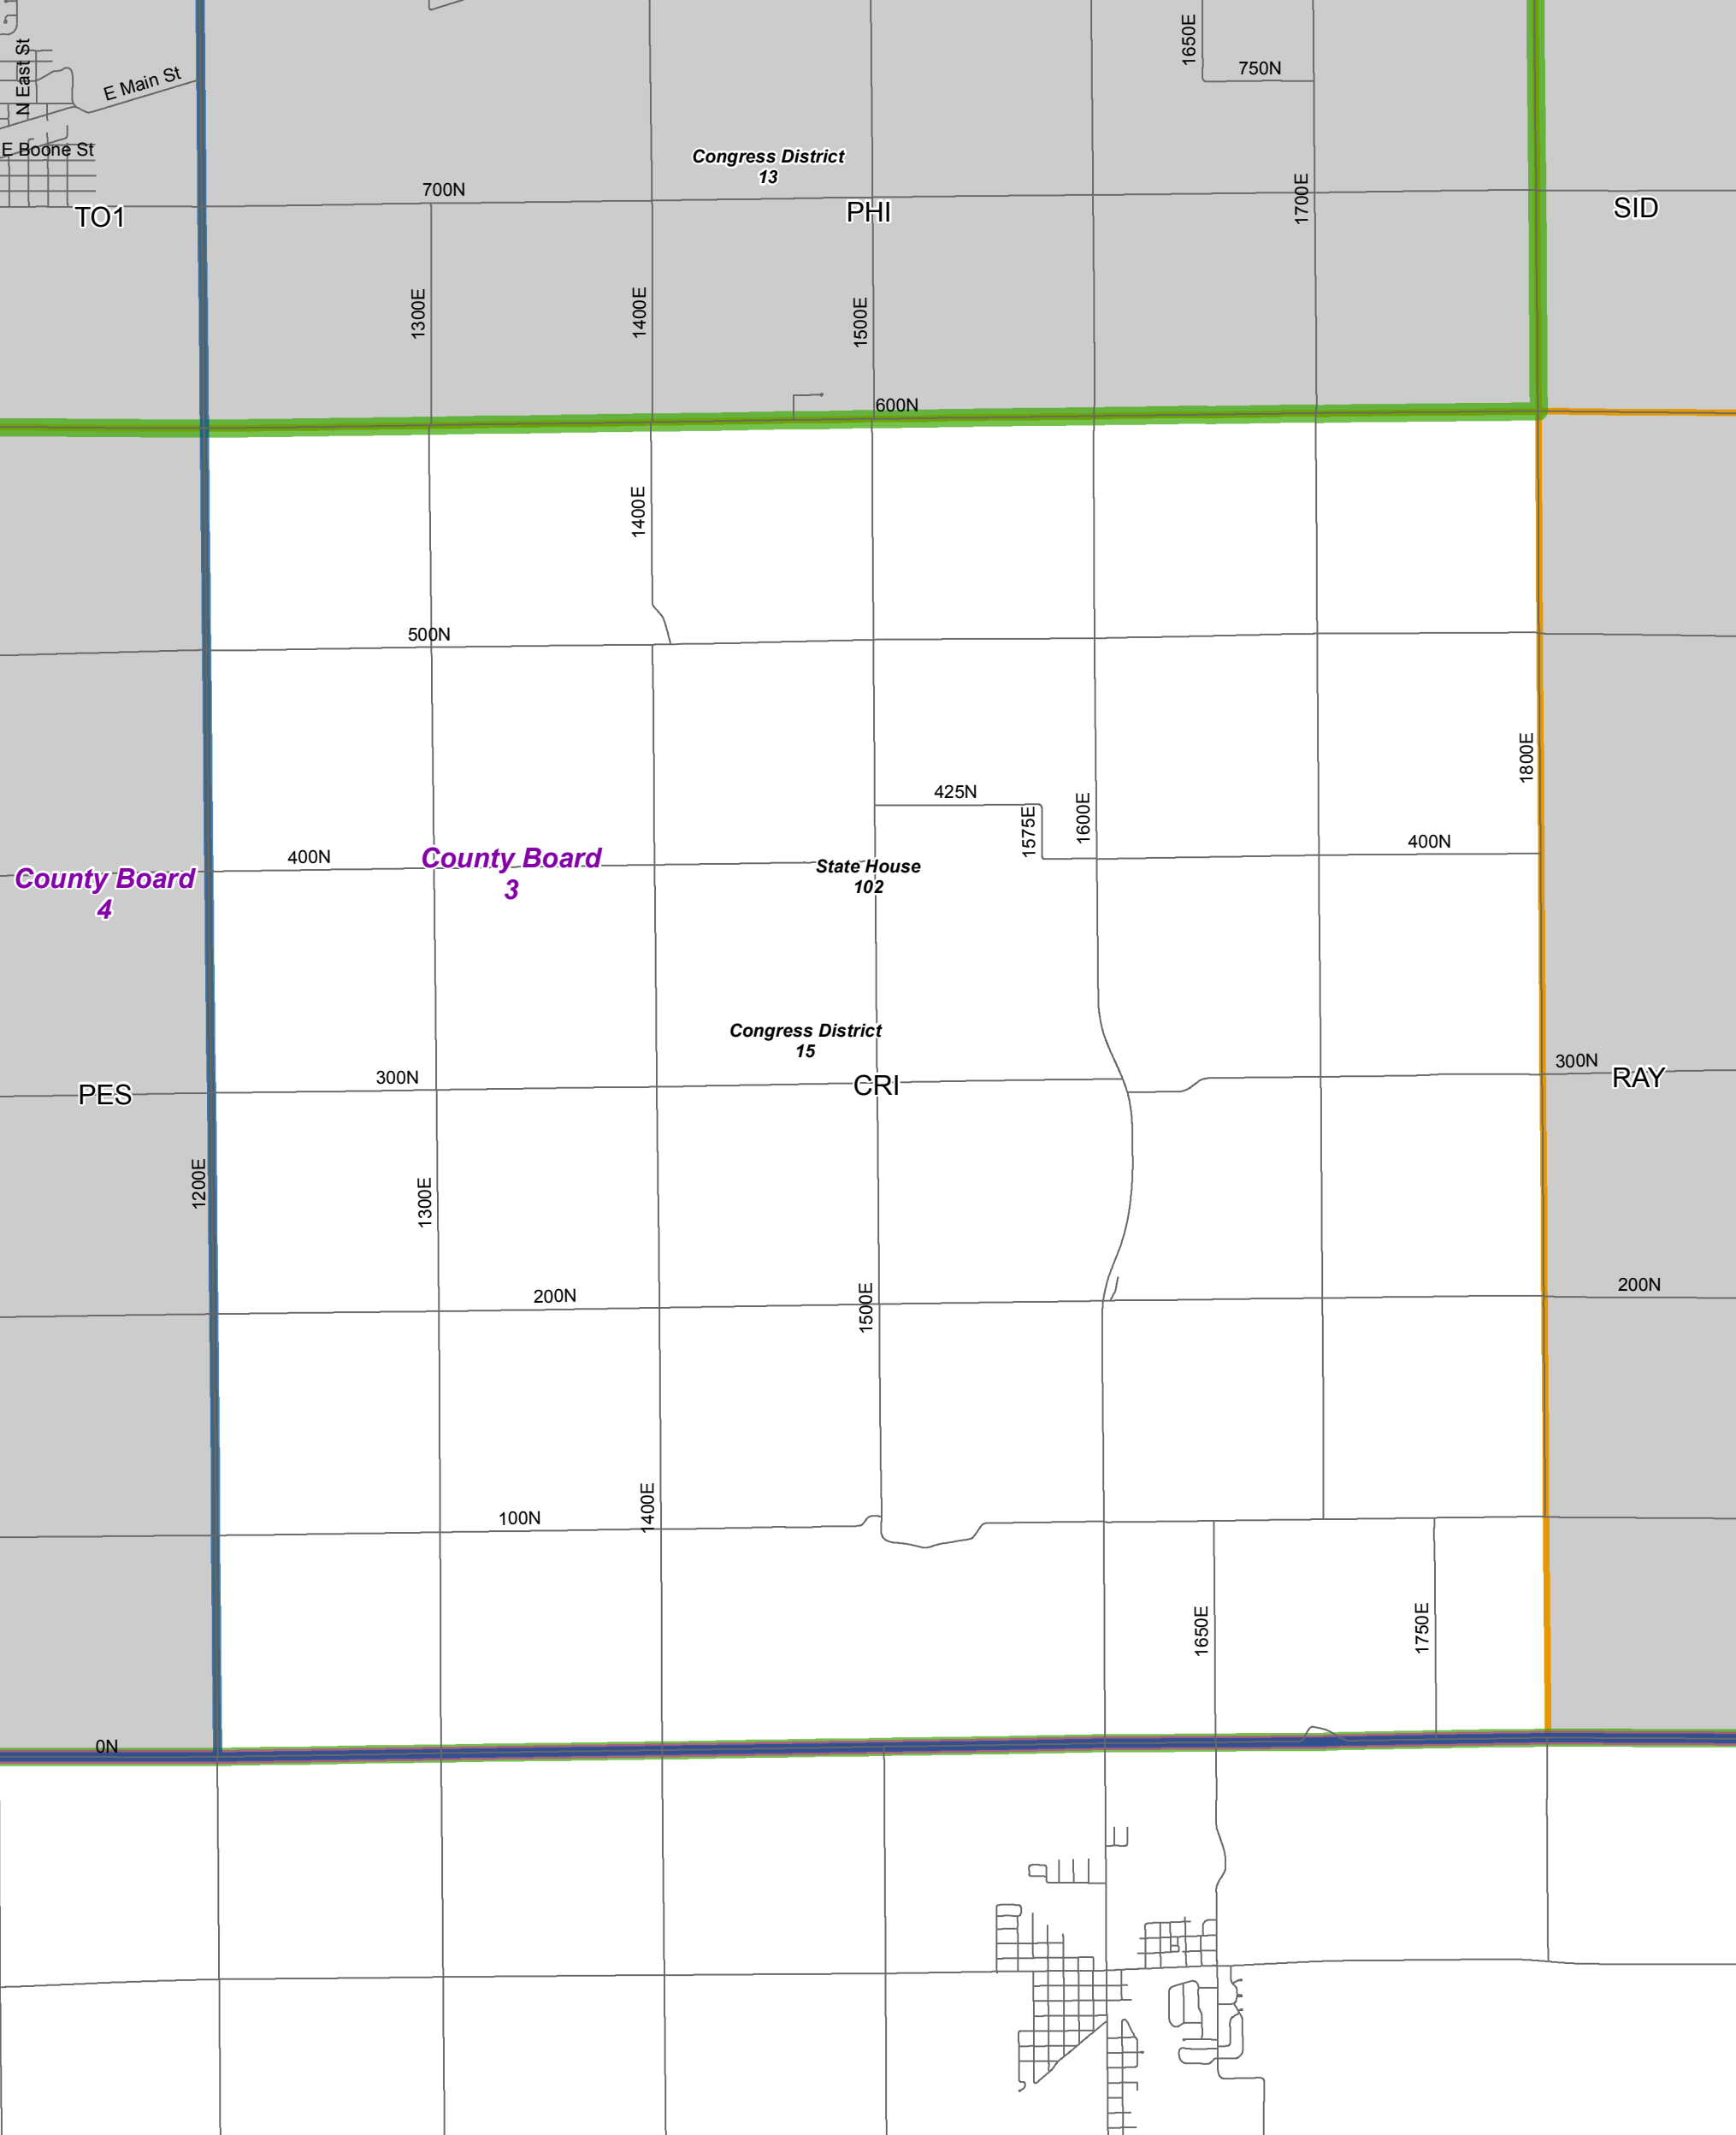 1650E
N East St
750N
E Main St
E Boone St
Congress District
13
700N
1700E
TO1
PHI
SID
1300E
1400E
1500E
600N
1400E
500N
1800E
425N
1575E
1600E
400N
400N
County Board
3
State House
102
County Board
4
Congress District
15
300N
300N
PES
CRI
RAY
1200E
1300E
200N
200N
1500E
100N
1400E
1650E
1750E
0N